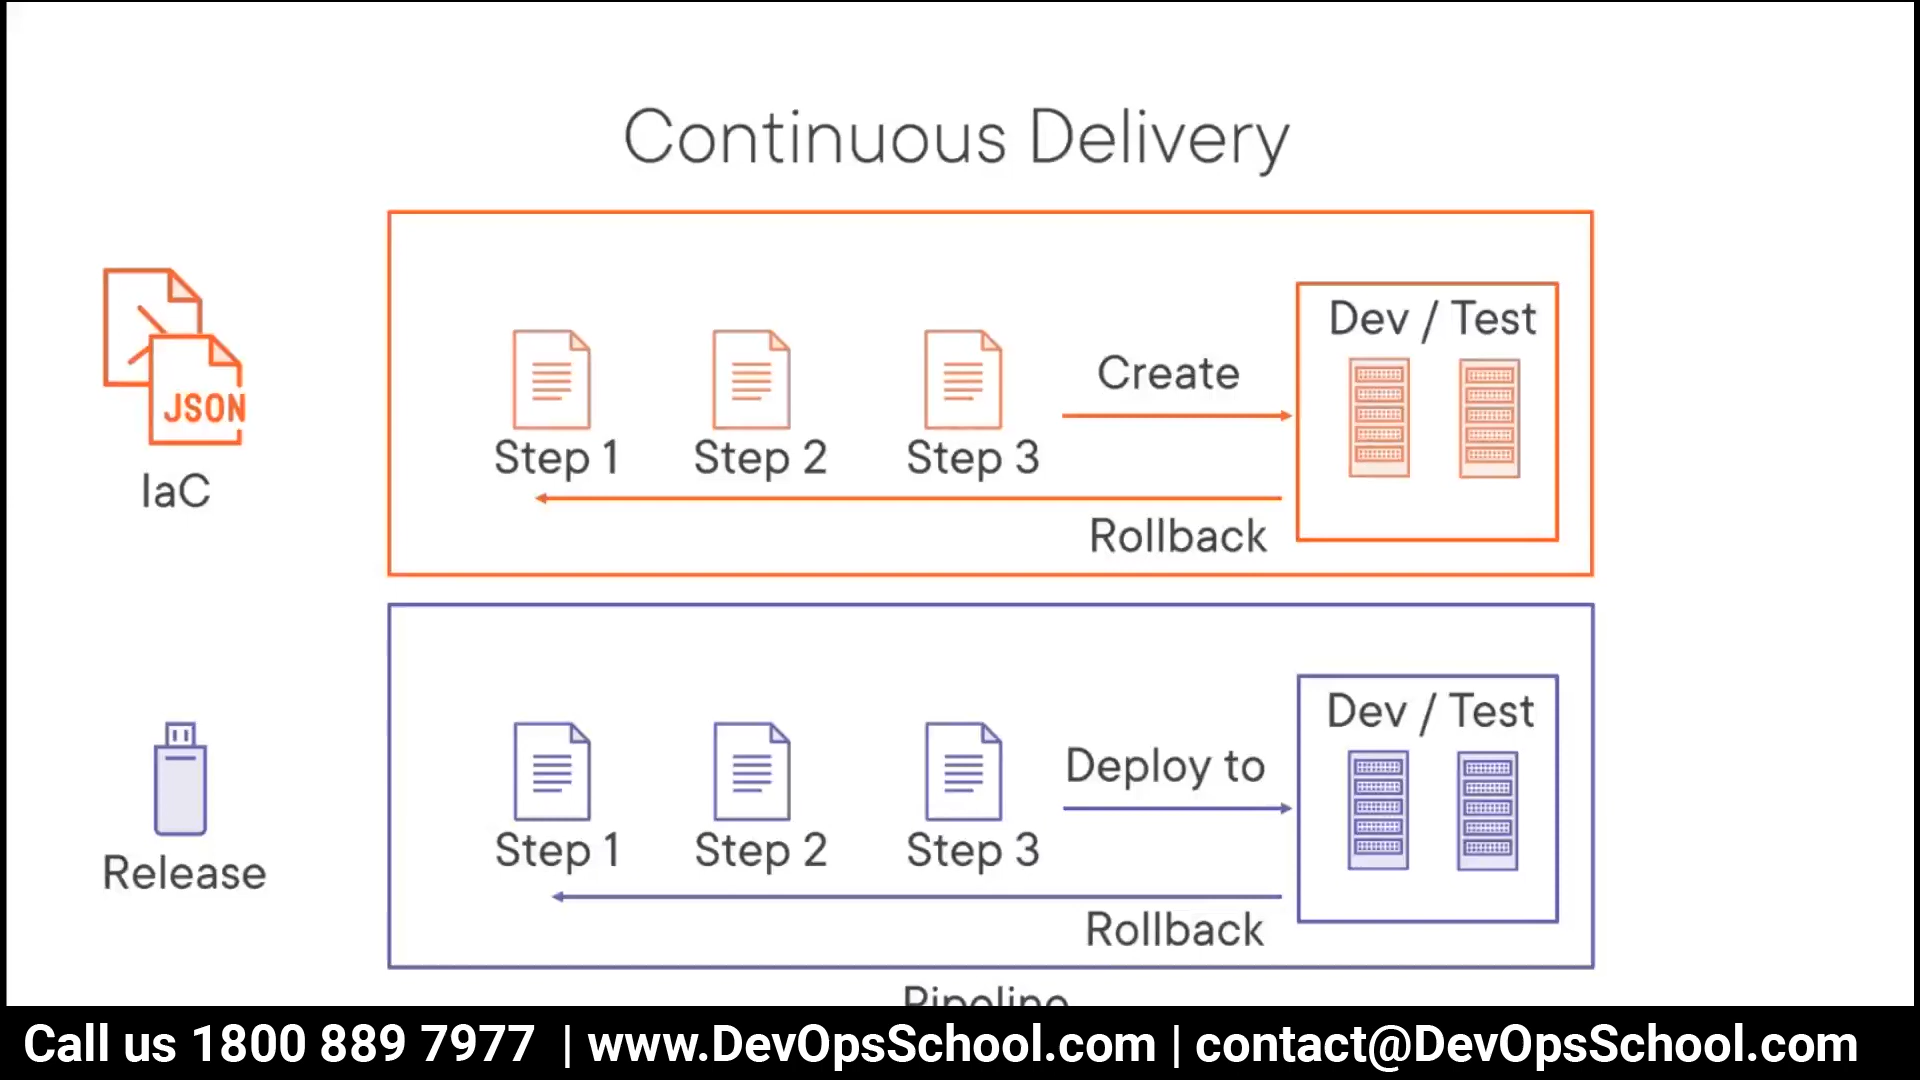 Continuous Delivery
JSON
IaC
Step 1
Step 2
Step 3
Create
Rollback
Dev / Test
Release
Step 1
Step 2
Step 3
Deploy to
Rollback
Dev / Test
Pipeline
Call us 1800 889 7977 | www.DevOpsSchool.com | contact@DevOpsSchool.com